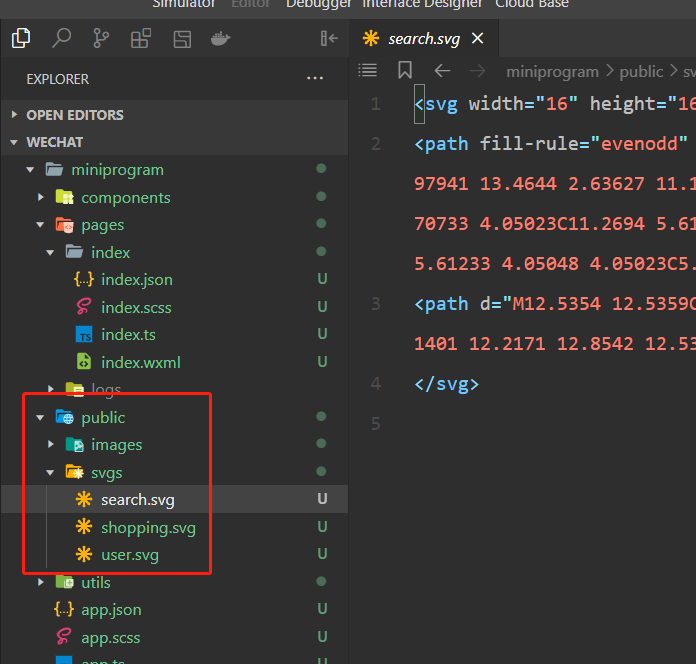 Simulator Editor Debugger Interface Designer Cloud Base
search.svg
EXPLORER
miniprogram > public >
OPEN EDITORS
WECHAT
miniprogram
components
pages
index
{..} index.json U
index.scss U
TS index.ts U
index.wxml U
logs
public
images
svgs
search.svg U
shopping.svg U
user.svg U
utils
{..} app.json U
app.scss U
app.ts U
1 <svg width="16" height="16
2 <path fill-rule="evenodd"
97941 13.4644 2.63627 11.1
70733 4.05023C11.2694 5.61
5.61233 4.05048 4.05023C5.
3 <path d="M12.5354 12.5359C
1401 12.2171 12.8542 12.53
4 </svg>
5